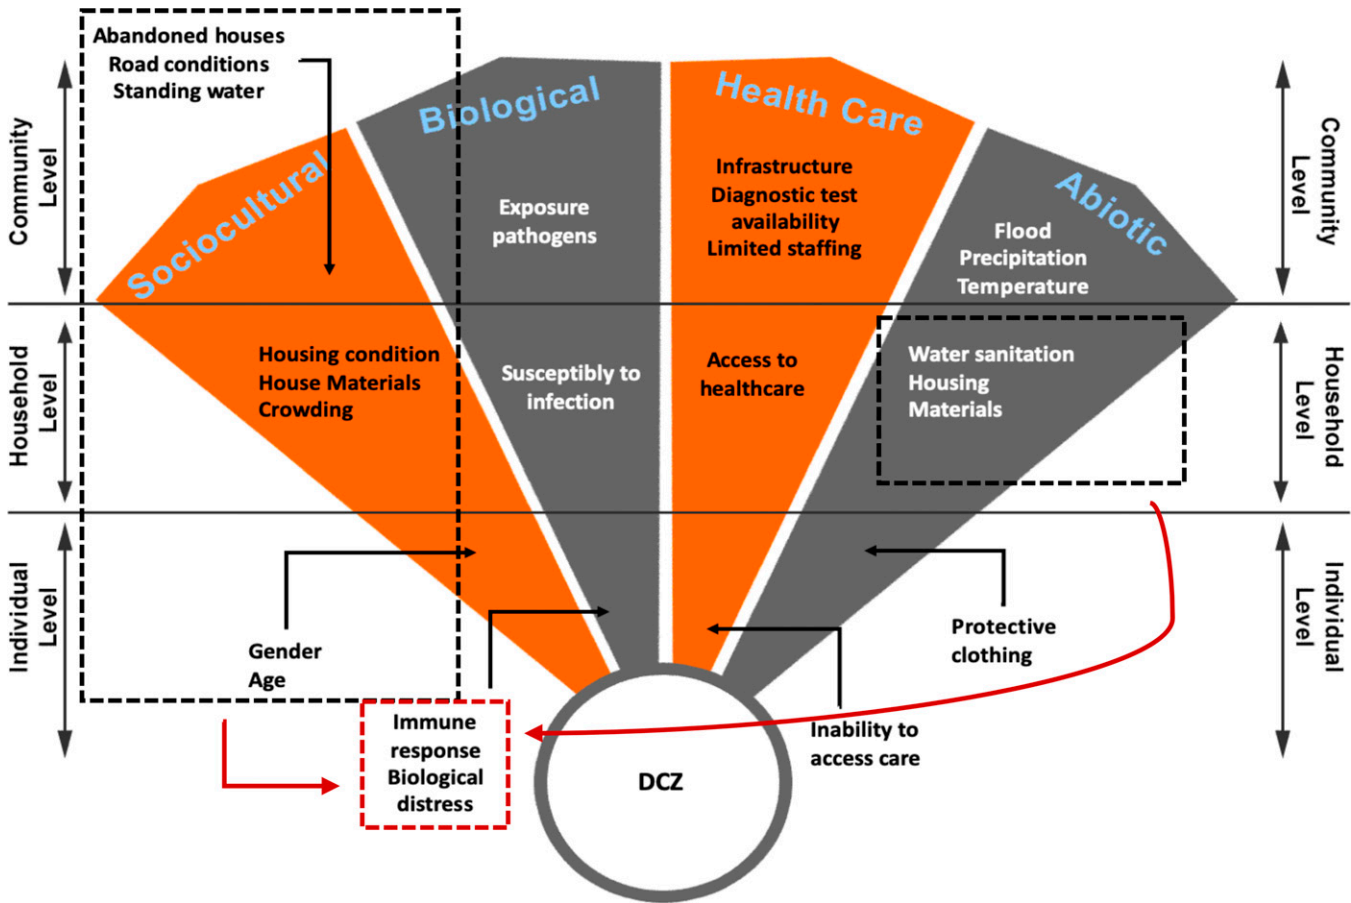 Abandoned houses
Road conditions
Standing water
Sociocultural
Biological
Health Care
Abiotic
Community
Level
Exposure
pathogens
Infrastructure
Diagnostic test
availability
Limited staffing
Flood
Precipitation
Temperature
Community
Level
Household
Level
Housing condition
House Materials
Crowding
Susceptibly to
infection
Access to
healthcare
Water sanitation
Housing
Materials
Household
Level
Individual
Level
Gender
Age
Immune
response
Biological
distress
DCZ
Inability to
access care
Protective
clothing
Individual
Level